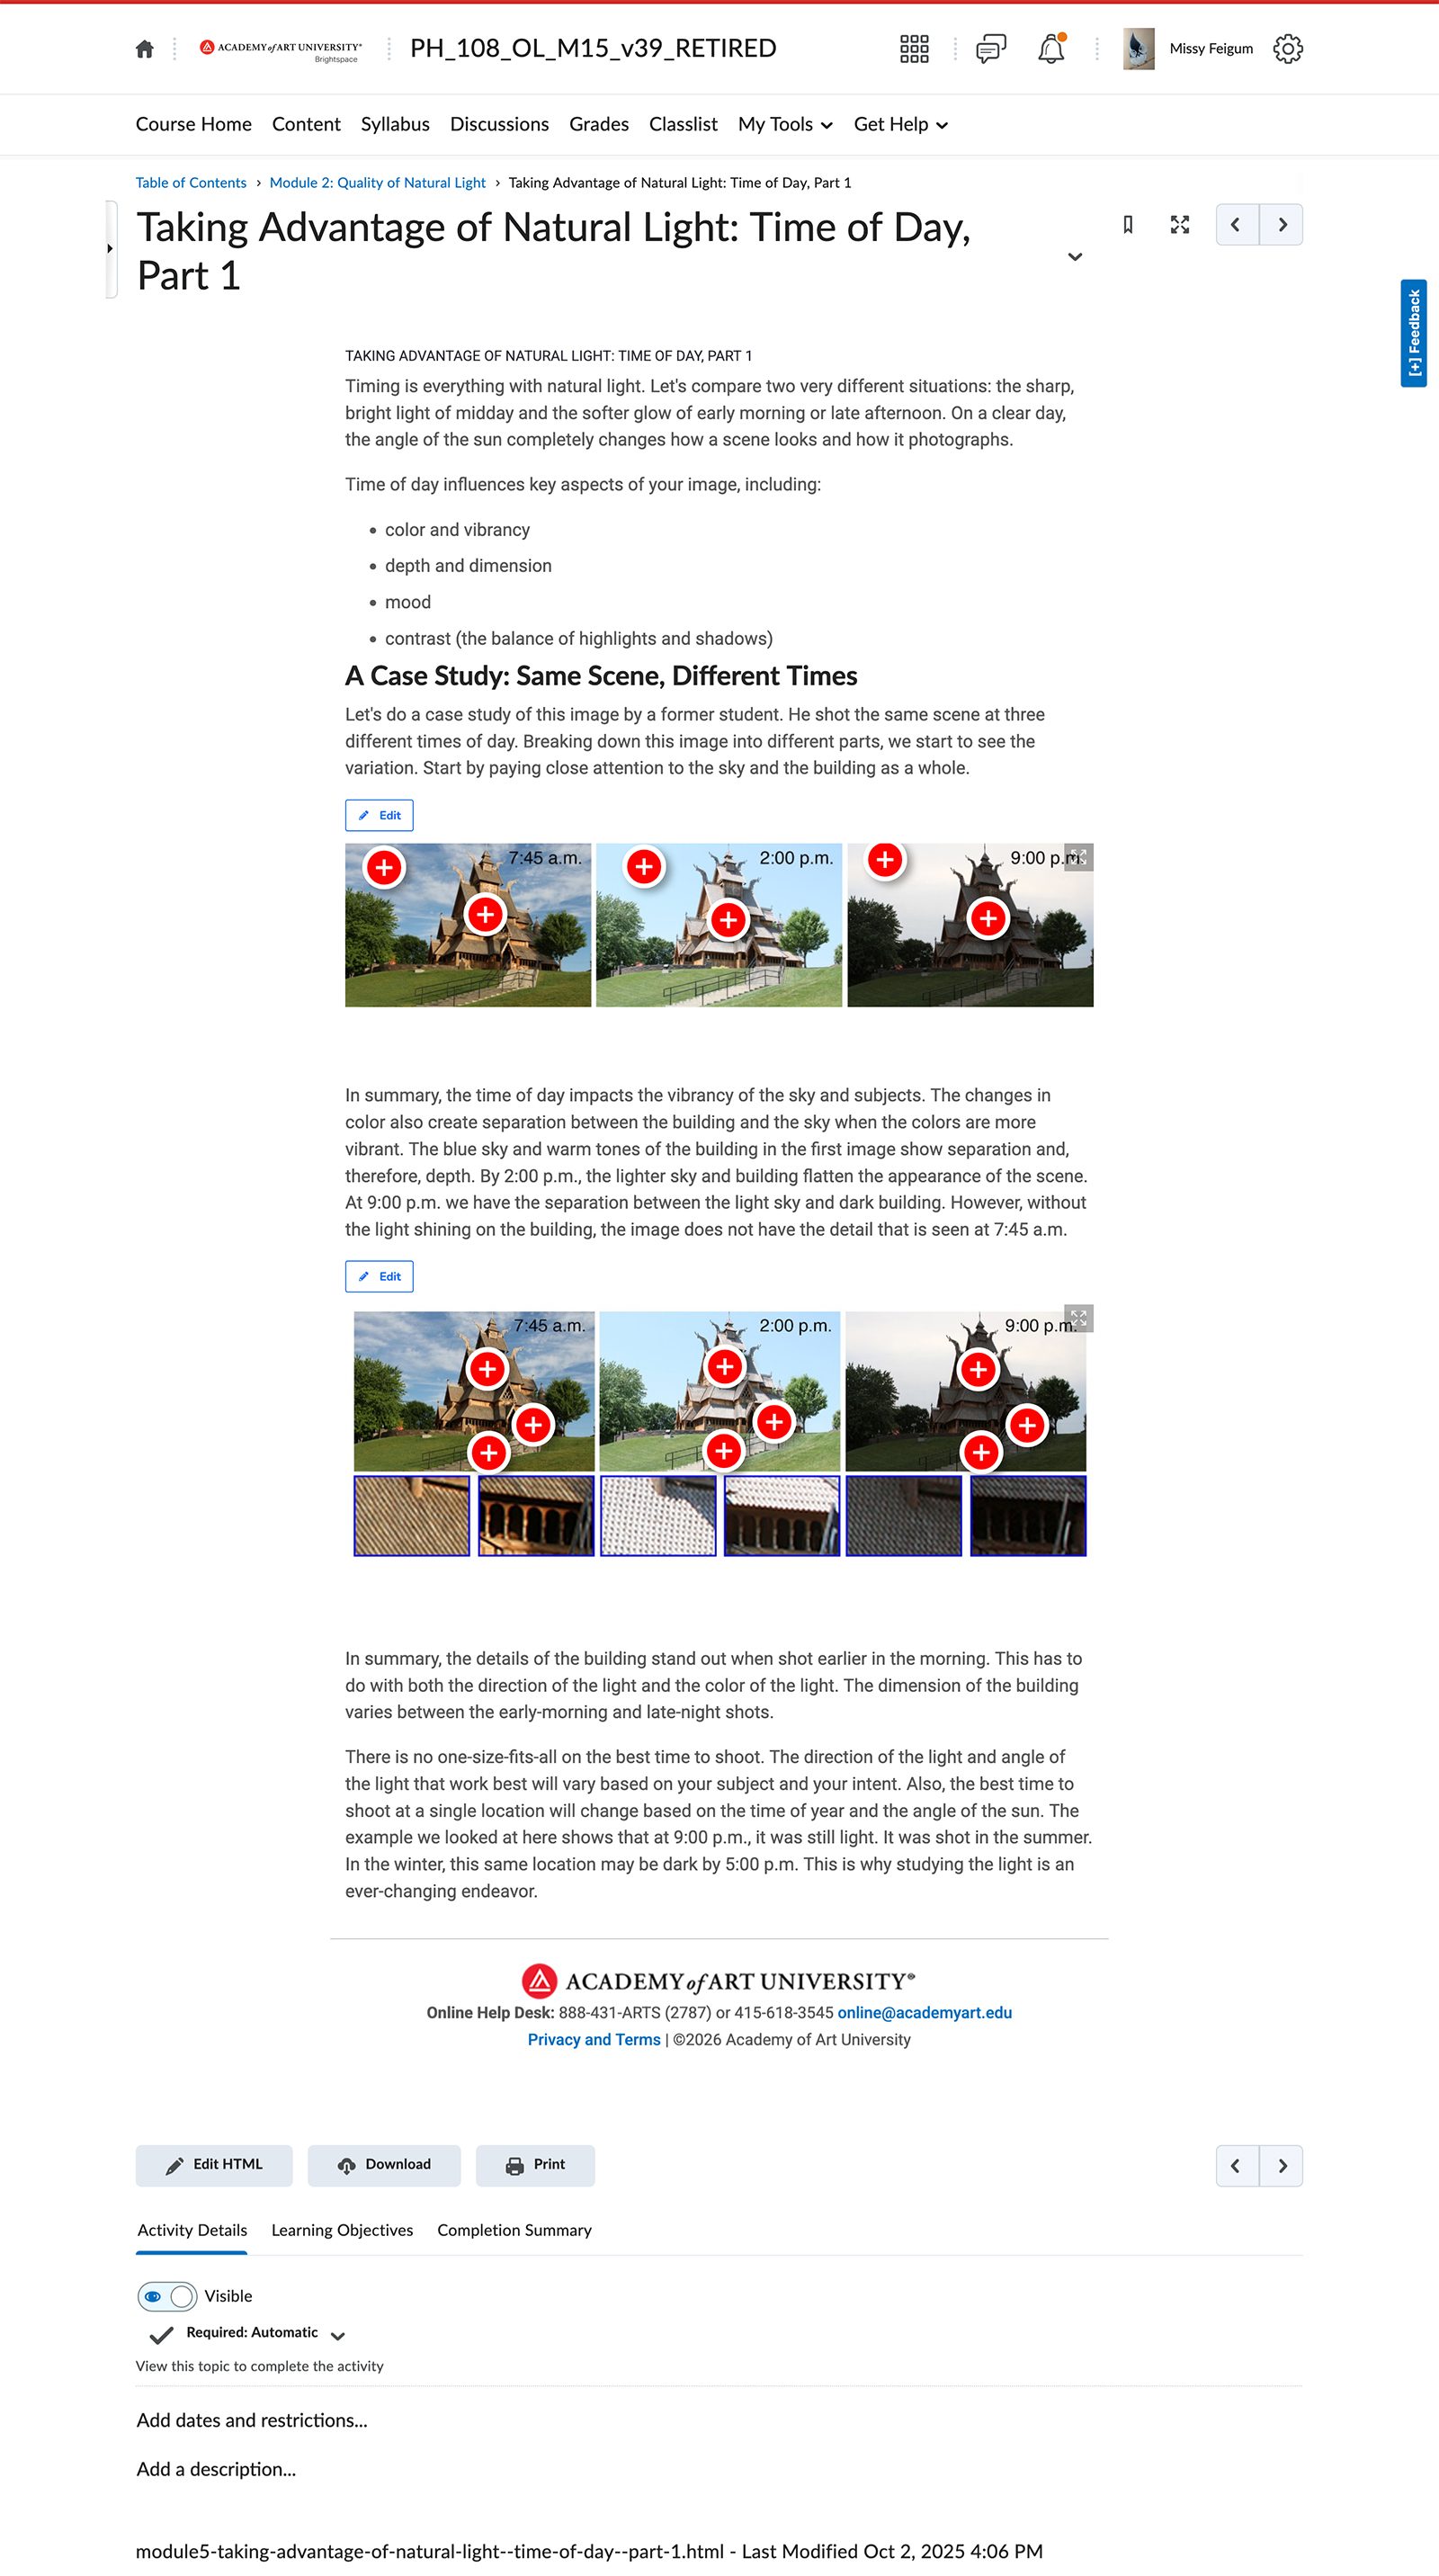 ACADEMY of ART UNIVERSITY®
Brightspace
PH_108_OL_M15_v39_RETIRED
Missy Feigum
Course Home Content Syllabus Discussions Grades Classlist My Tools Get Help
Table of Contents › Module 2: Quality of Natural Light › Taking Advantage of Natural Light: Time of Day, Part 1
Taking Advantage of Natural Light: Time of Day,
Part 1
[+] Feedback
TAKING ADVANTAGE OF NATURAL LIGHT: TIME OF DAY, PART 1
Timing is everything with natural light. Let's compare two very different situations: the sharp,
bright light of midday and the softer glow of early morning or late afternoon. On a clear day,
the angle of the sun completely changes how a scene looks and how it photographs.
Time of day influences key aspects of your image, including:
• color and vibrancy
• depth and dimension
• mood
• contrast (the balance of highlights and shadows)
A Case Study: Same Scene, Different Times
Let's do a case study of this image by a former student. He shot the same scene at three
different times of day. Breaking down this image into different parts, we start to see the
variation. Start by paying close attention to the sky and the building as a whole.
Edit
7:45 a.m. 2:00 p.m. 9:00 p.m.
In summary, the time of day impacts the vibrancy of the sky and subjects. The changes in
color also create separation between the building and the sky when the colors are more
vibrant. The blue sky and warm tones of the building in the first image show separation and,
therefore, depth. By 2:00 p.m., the lighter sky and building flatten the appearance of the scene.
At 9:00 p.m. we have the separation between the light sky and dark building. However, without
the light shining on the building, the image does not have the detail that is seen at 7:45 a.m.
Edit
7:45 a.m. 2:00 p.m. 9:00 p.m.
In summary, the details of the building stand out when shot earlier in the morning. This has to
do with both the direction of the light and the color of the light. The dimension of the building
varies between the early-morning and late-night shots.
There is no one-size-fits-all on the best time to shoot. The direction of the light and angle of
the light that work best will vary based on your subject and your intent. Also, the best time to
shoot at a single location will change based on the time of year and the angle of the sun. The
example we looked at here shows that at 9:00 p.m., it was still light. It was shot in the summer.
In the winter, this same location may be dark by 5:00 p.m. This is why studying the light is an
ever-changing endeavor.
ACADEMY of ART UNIVERSITY®
Online Help Desk: 888-431-ARTS (2787) or 415-618-3545 online@academyart.edu
Privacy and Terms | ©2026 Academy of Art University
Edit HTML Download Print
Activity Details Learning Objectives Completion Summary
Visible
Required: Automatic
View this topic to complete the activity
Add dates and restrictions...
Add a description...
module5-taking-advantage-of-natural-light--time-of-day--part-1.html - Last Modified Oct 2, 2025 4:06 PM